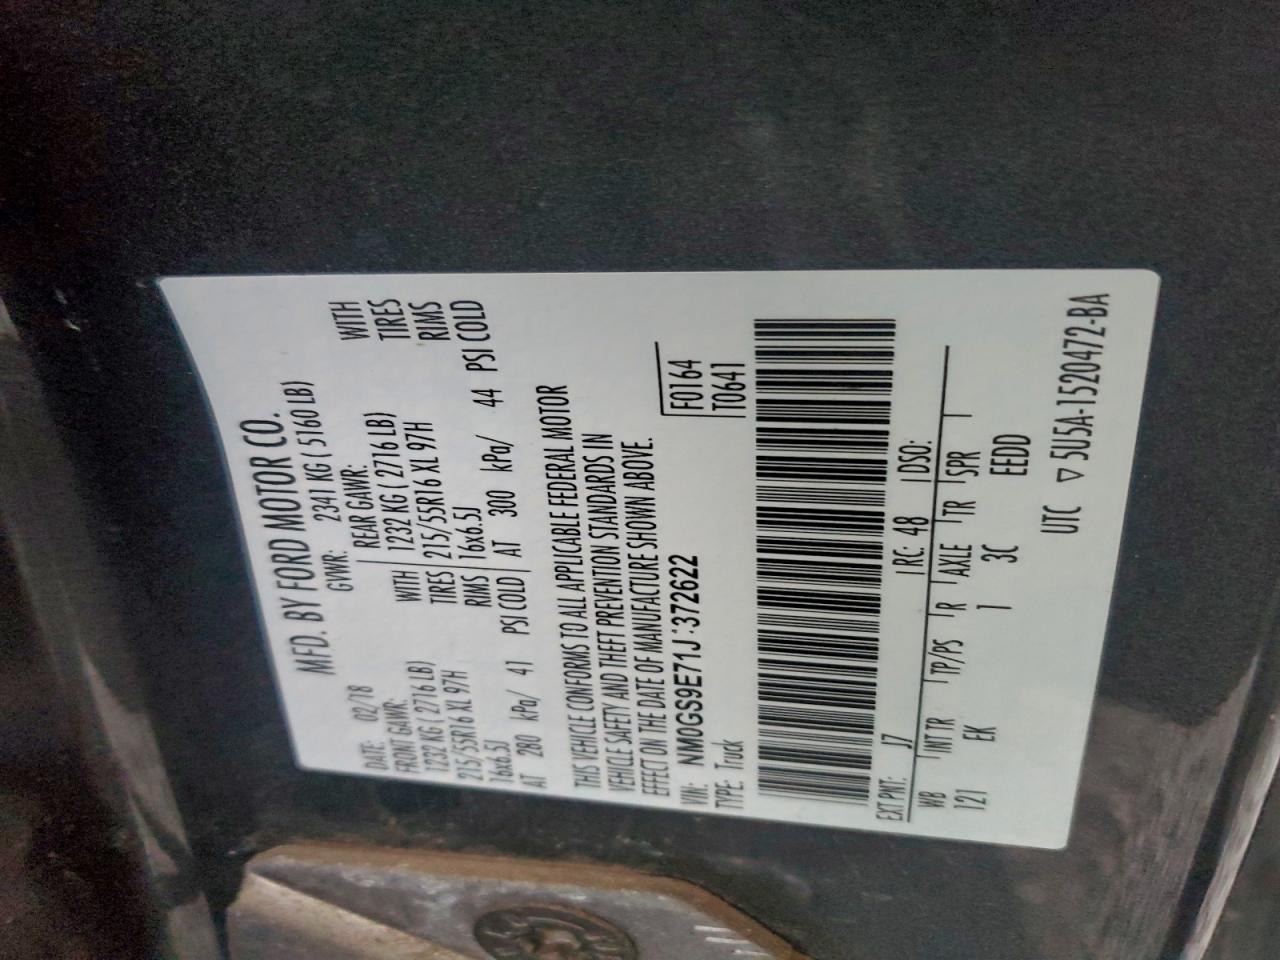 MFD. BY FORD MOTOR CO.
DATE: 02/18 GVWR: 2341 KG ( 5160 LB)
FRONT GAWR: REAR GAWR: WITH
1232 KG ( 2716 LB) WITH 1232 KG ( 2716 LB) TIRES
215/55R16 XL 97H TIRES 215/55R16 XL 97H RIMS
16x6.5J RIMS 16x6.5J
AT 280 kPa/ 41 PSI COLD AT 300 kPa/ 44 PSI COLD
THIS VEHICLE CONFORMS TO ALL APPLICABLE FEDERAL MOTOR
VEHICLE SAFETY AND THEFT PREVENTION STANDARDS IN
EFFECT ON THE DATE OF MANUFACTURE SHOWN ABOVE.
VIN: NM0GS9E71J1372622 F0164
TYPE: Truck T0641
EXT PNT: J7 RC: 48 DSO:
WB INT TR TP/PS R AXLE TR SPR
121 EK 1 3C EEDD
UTC ▽ 5U5A-1520472-BA